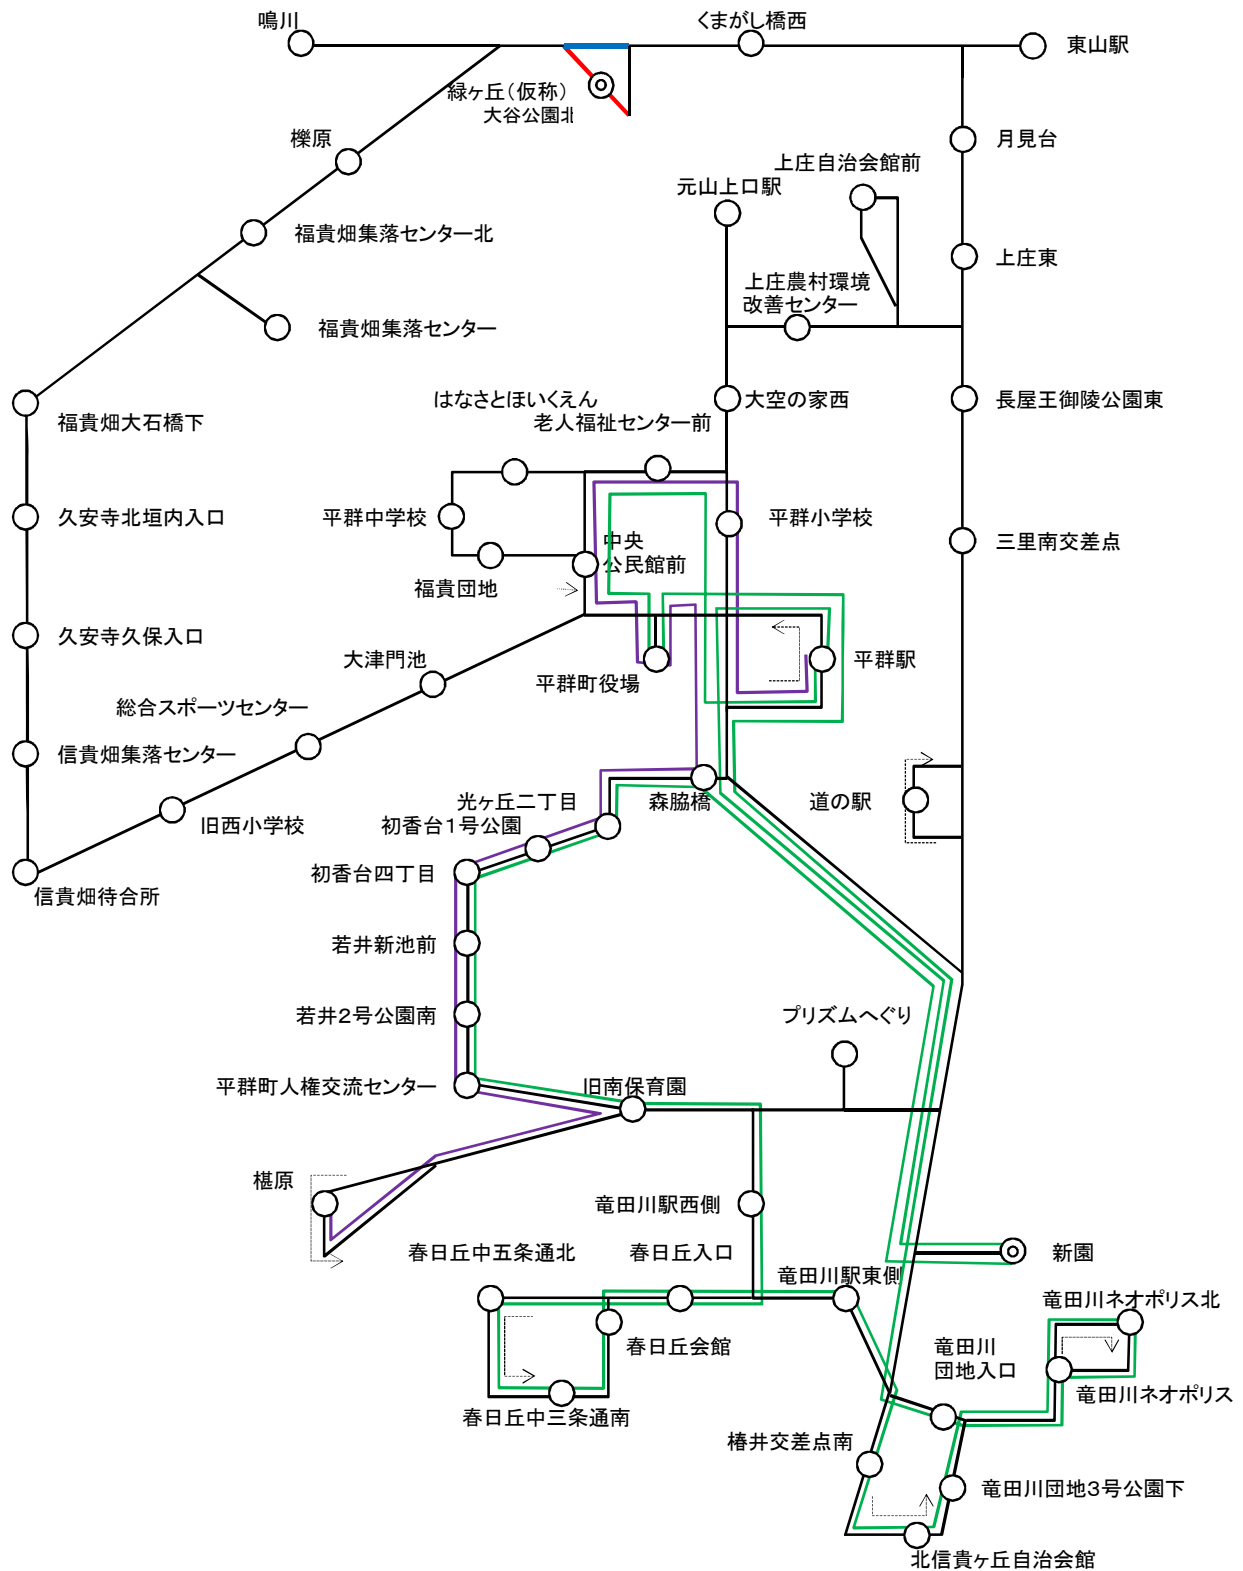 鳴川
くまがし橋西
東山駅
緑ヶ丘(仮称)
大谷公園北
櫟原
月見台
上庄自治会館前
元山上口駅
福貴畑集落センター北
上庄東
上庄農村環境
改善センター
福貴畑集落センター
はなさとほいくえん
大空の家西
長屋王御陵公園東
福貴畑大石橋下
老人福祉センター前
久安寺北垣内入口
平群中学校
平群小学校
中央
公民館前
三里南交差点
福貴団地
久安寺久保入口
大津門池
平群町役場
平群駅
総合スポーツセンター
信貴畑集落センター
光ヶ丘二丁目
森脇橋
道の駅
旧西小学校
初香台1号公園
初香台四丁目
信貴畑待合所
若井新池前
若井2号公園南
プリズムへぐり
平群町人権交流センター
旧南保育園
椹原
竜田川駅西側
春日丘中五条通北
春日丘入口
新園
竜田川駅東側
竜田川ネオポリス北
春日丘会館
竜田川
団地入口
竜田川ネオポリス
春日丘中三条通南
椿井交差点南
竜田川団地3号公園下
北信貴ヶ丘自治会館